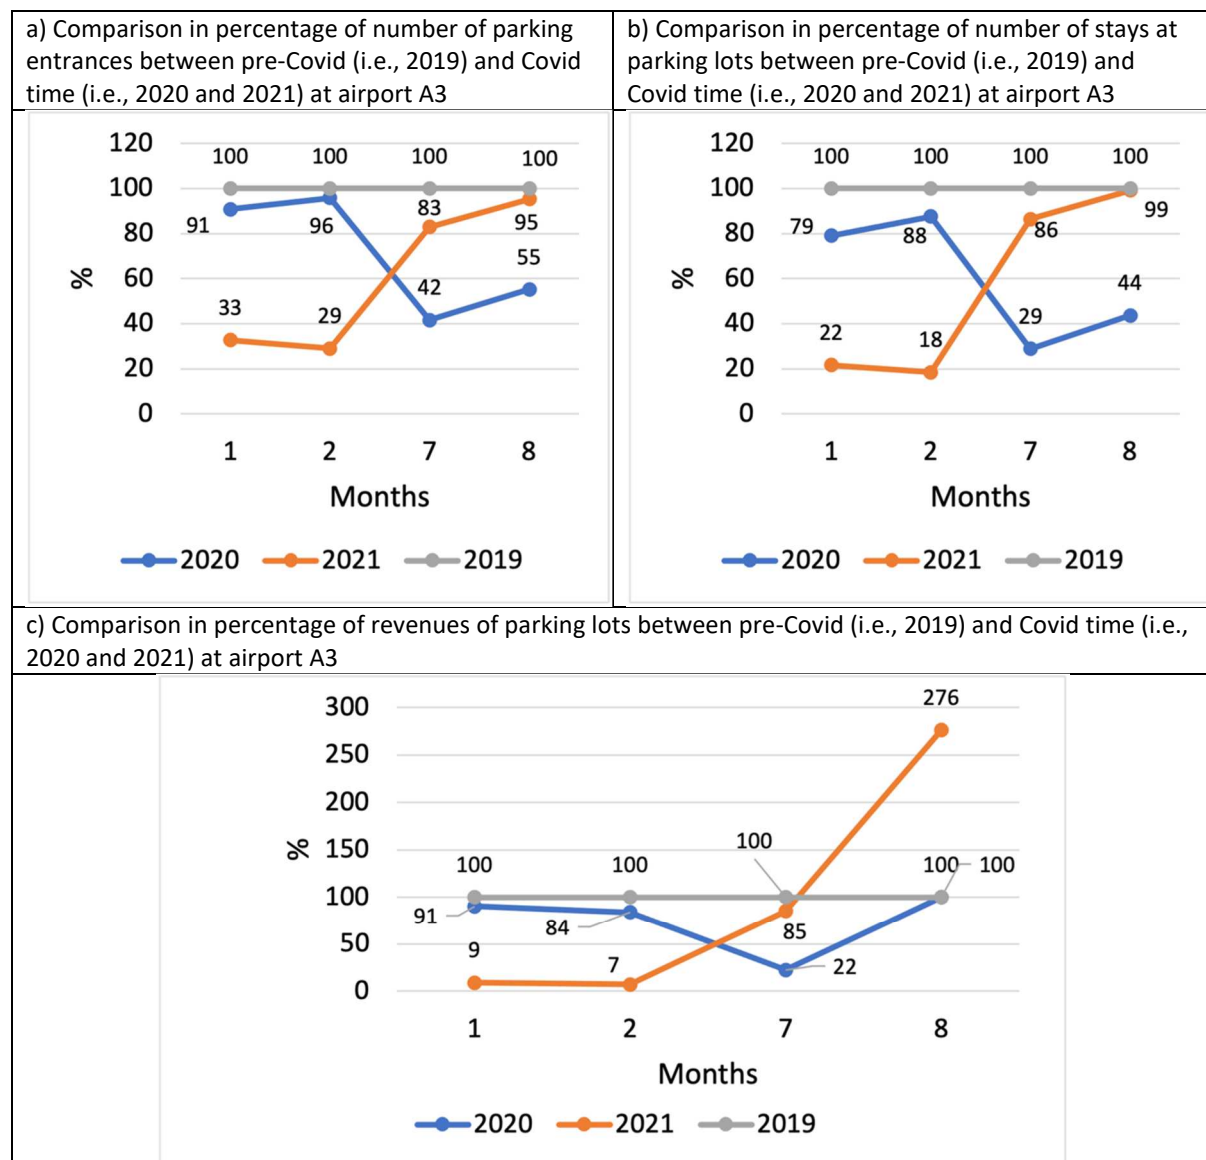 a) Comparison in percentage of number of parking
entrances between pre-Covid (i.e., 2019) and Covid
time (i.e., 2020 and 2021) at airport A3
b) Comparison in percentage of number of stays at
parking lots between pre-Covid (i.e., 2019) and
Covid time (i.e., 2020 and 2021) at airport A3
120
100
80
60
40
20
0
%
100 100 100 100
91 96 83 95
42 55
33 29
1 2 7 8
Months
2020 2021 2019
120
100
80
60
40
20
0
%
100 100 100 100
79 88 86 99
29 44
22 18
1 2 7 8
Months
2020 2021 2019
c) Comparison in percentage of revenues of parking lots between pre-Covid (i.e., 2019) and Covid time (i.e.,
2020 and 2021) at airport A3
300
250
200
150
100
50
0
%
276
100 100 100 100 100
91 84 85
9 7 22
1 2 7 8
Months
2020 2021 2019